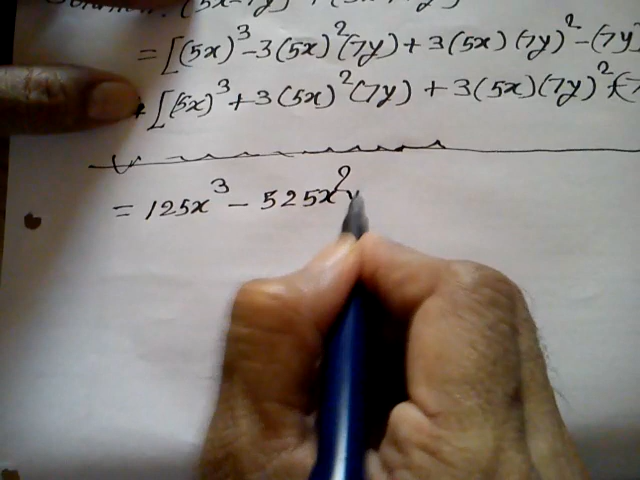 = [(5x)³ - 3(5x)²(7y) + 3(5x)(7y)² - (7y)
+ [(5x)³ + 3(5x)²(7y) + 3(5x)(7y)² + (7
= 125x³ - 525x²y